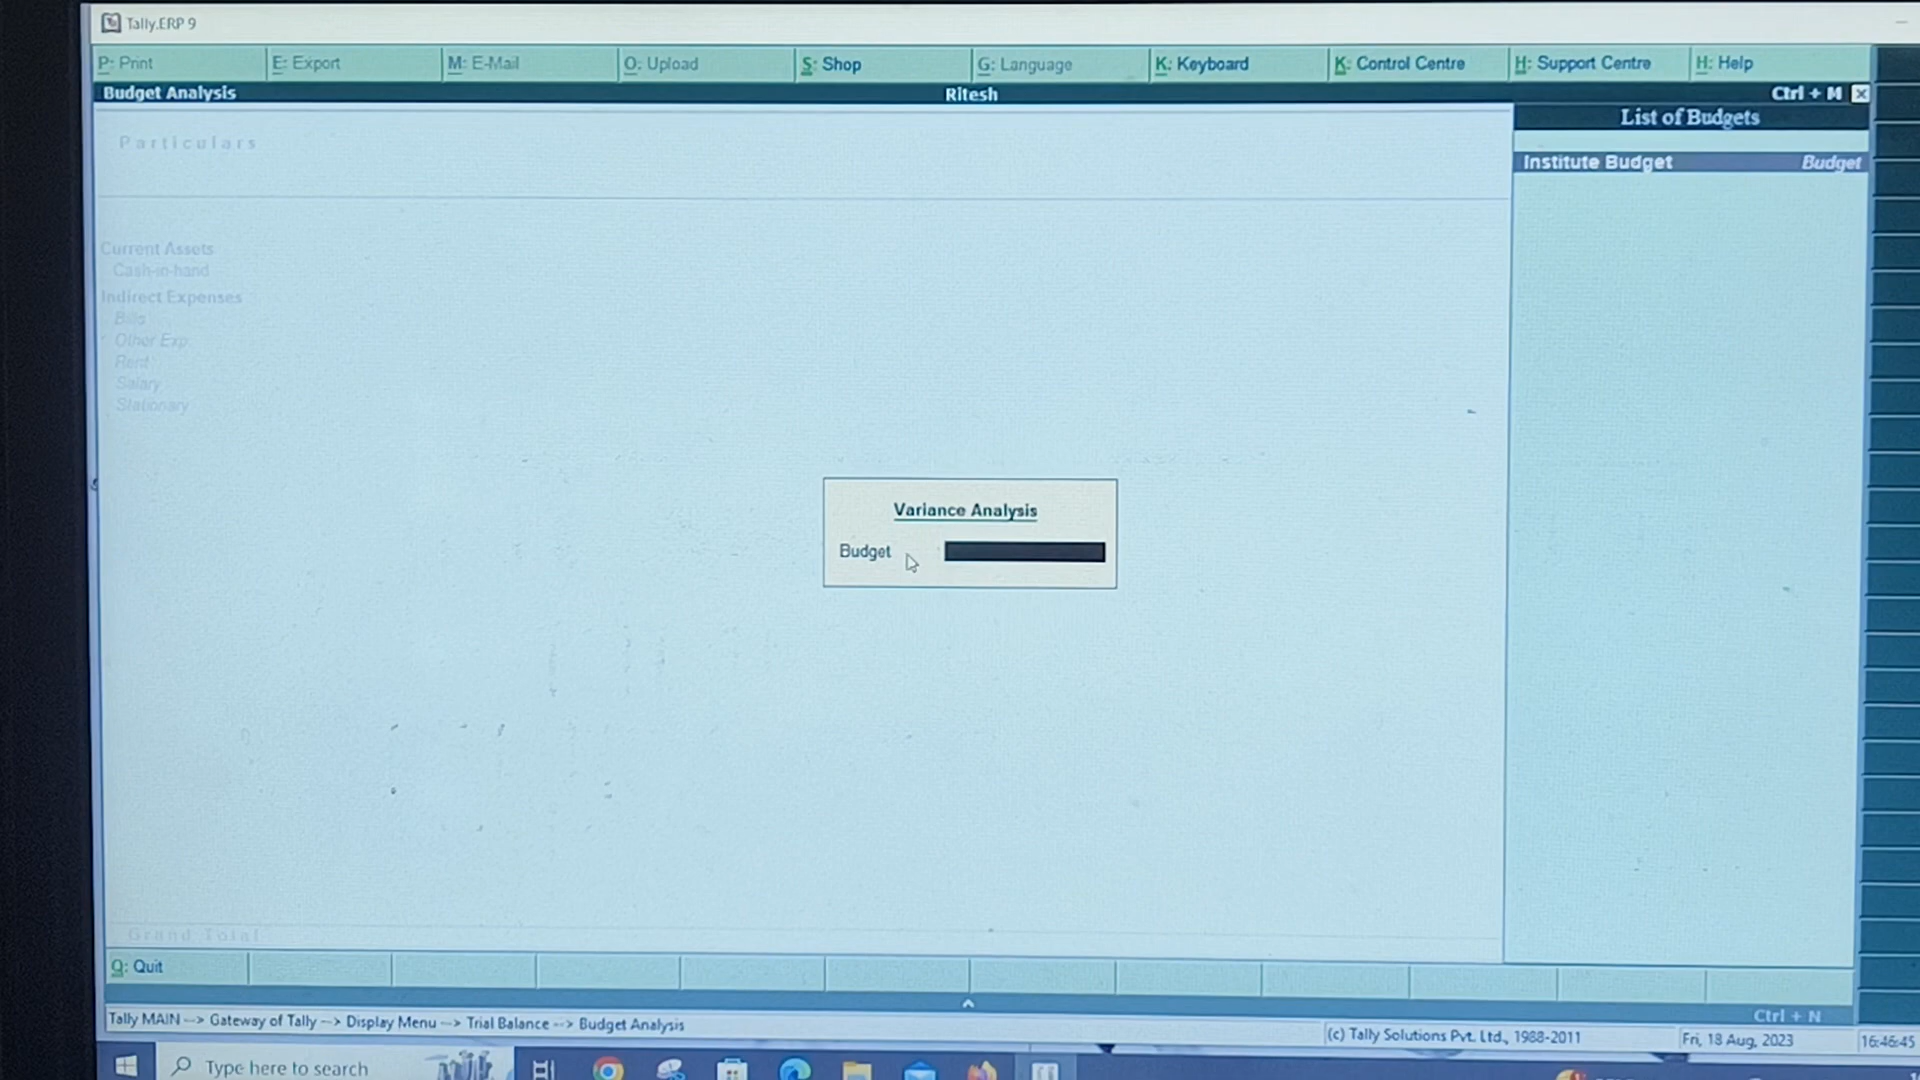 Tally.ERP 9
P: Print E: Export M: E-Mail O: Upload S: Shop G: Language K: Keyboard K: Control Centre H: Support Centre H: Help
Budget Analysis Ritesh Ctrl + M
List of Budgets
Particulars
Institute Budget Budget
Current Assets
Cash-in-hand
Indirect Expenses
Bills
Other Exp.
Rent
Salary
Stationary
Variance Analysis
Budget
Grand Total
Q: Quit
Ctrl + N
Tally MAIN --> Gateway of Tally --> Display Menu --> Trial Balance --> Budget Analysis
(c) Tally Solutions Pvt. Ltd., 1988-2011 Fri, 18 Aug, 2023 16:46:45
Type here to search